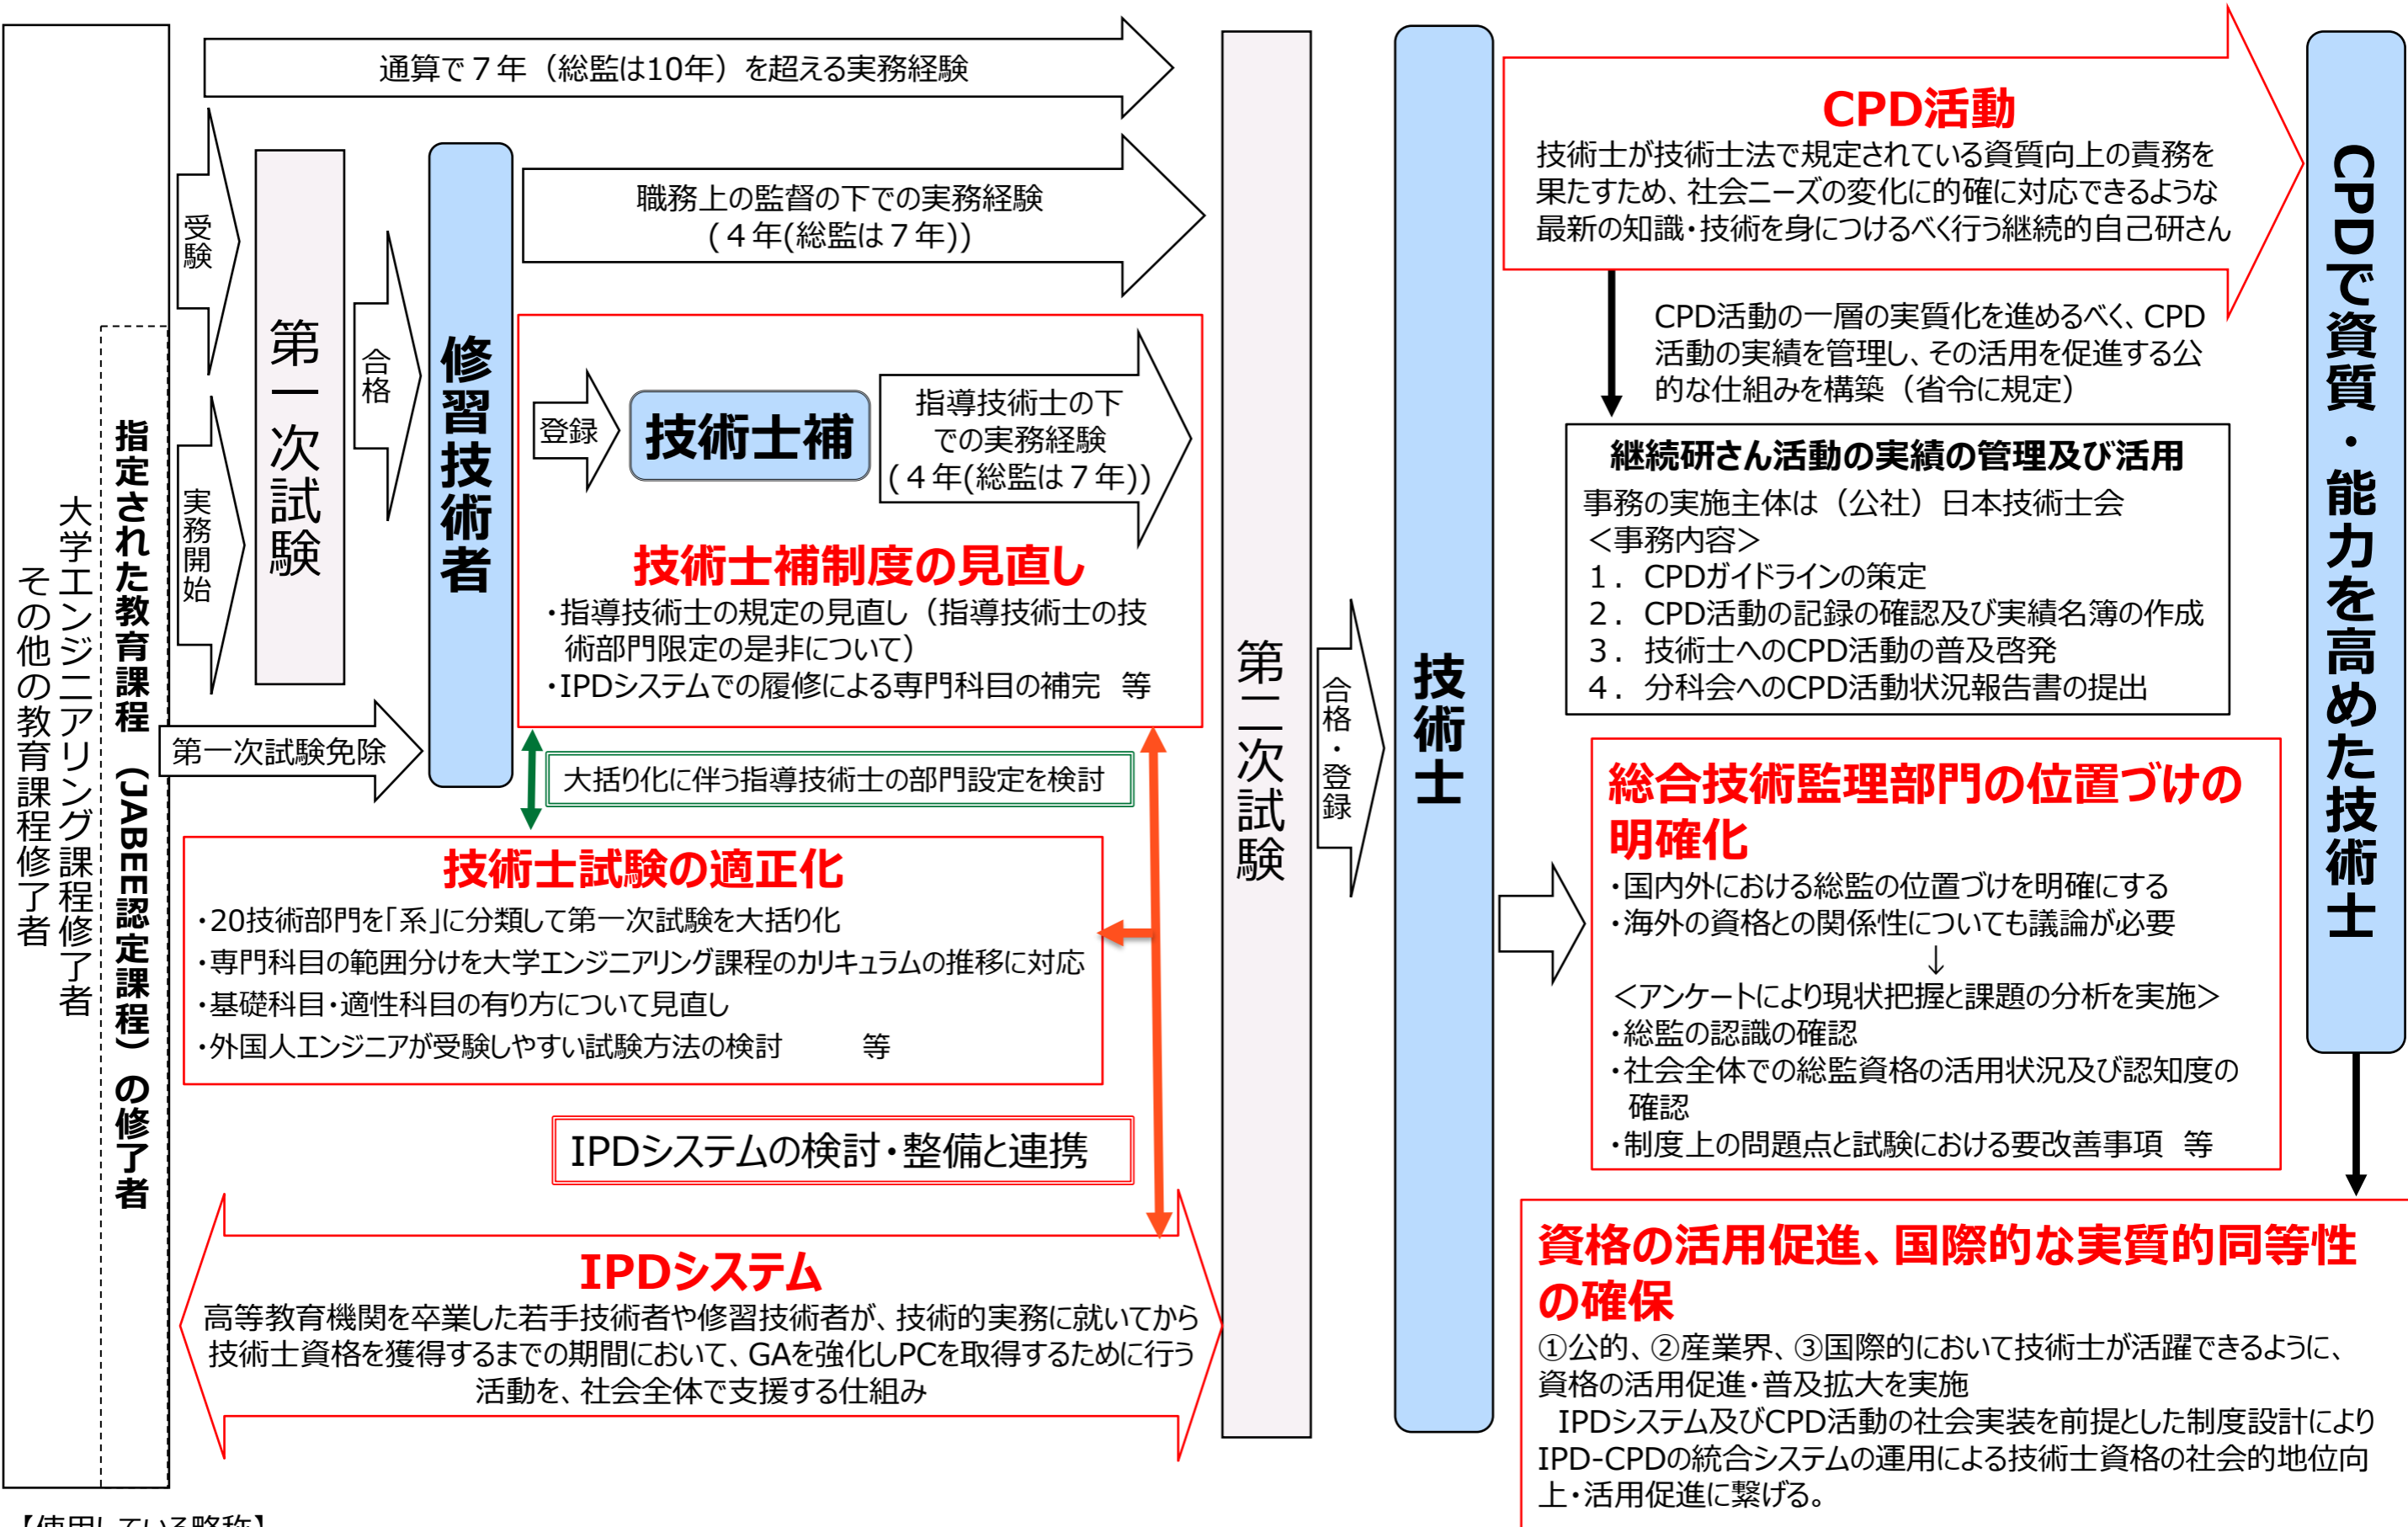 その他の教育課程修了者
大学エンジニアリング課程修了者
指定された教育課程（JABEE認定課程）の修了者
通算で７年（総監は10年）を超える実務経験
受験
実務開始
第一次試験
合格
第一次試験免除
修習技術者
職務上の監督の下での実務経験
(４年(総監は７年))
登録
技術士補
指導技術士の下
での実務経験
(４年(総監は７年))
技術士補制度の見直し
・指導技術士の規定の見直し（指導技術士の技
術部門限定の是非について）
・IPDシステムでの履修による専門科目の補完　等
大括り化に伴う指導技術士の部門設定を検討
技術士試験の適正化
・20技術部門を「系」に分類して第一次試験を大括り化
・専門科目の範囲分けを大学エンジニアリング課程のカリキュラムの推移に対応
・基礎科目・適性科目の有り方について見直し
・外国人エンジニアが受験しやすい試験方法の検討　　　等
IPDシステムの検討・整備と連携
IPDシステム
高等教育機関を卒業した若手技術者や修習技術者が、技術的実務に就いてから
技術士資格を獲得するまでの期間において、GAを強化しPCを取得するために行う
活動を、社会全体で支援する仕組み
第二次試験
合格・登録
技術士
CPD活動
技術士が技術士法で規定されている資質向上の責務を
果たすため、社会ニーズの変化に的確に対応できるような
最新の知識・技術を身につけるべく行う継続的自己研さん
CPD活動の一層の実質化を進めるべく、CPD
活動の実績を管理し、その活用を促進する公
的な仕組みを構築（省令に規定）
継続研さん活動の実績の管理及び活用
事務の実施主体は（公社）日本技術士会
＜事務内容＞
１．CPDガイドラインの策定
２．CPD活動の記録の確認及び実績名簿の作成
３．技術士へのCPD活動の普及啓発
４．分科会へのCPD活動状況報告書の提出
総合技術監理部門の位置づけの
明確化
・国内外における総監の位置づけを明確にする
・海外の資格との関係性についても議論が必要
↓
＜アンケートにより現状把握と課題の分析を実施＞
・総監の認識の確認
・社会全体での総監資格の活用状況及び認知度の
確認
・制度上の問題点と試験における要改善事項　等
CPDで資質・能力を高めた技術士
資格の活用促進、国際的な実質的同等性
の確保
①公的、②産業界、③国際的において技術士が活躍できるように、
資格の活用促進・普及拡大を実施
IPDシステム及びCPD活動の社会実装を前提とした制度設計により
IPD-CPDの統合システムの運用による技術士資格の社会的地位向
上・活用促進に繋げる。
【使用している略称】